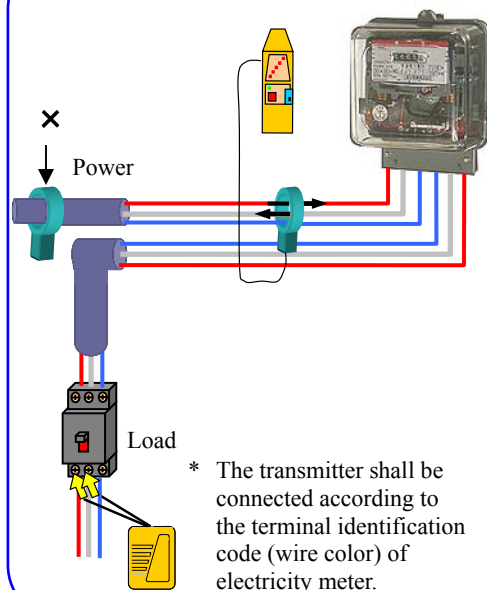 Power
Load
* The transmitter shall be
connected according to
the terminal identification
code (wire color) of
electricity meter.